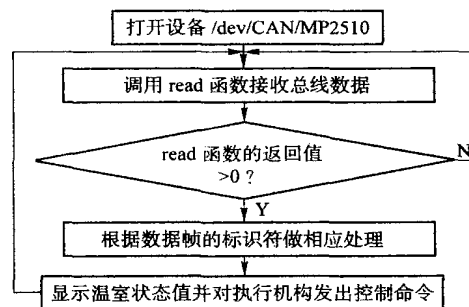 打开设备 /dev/CAN/MP2510
调用 read 函数接收总线数据
read 函数的返回值
>0 ?
N
Y
根据数据帧的标识符做相应处理
显示温室状态值并对执行机构发出控制命令